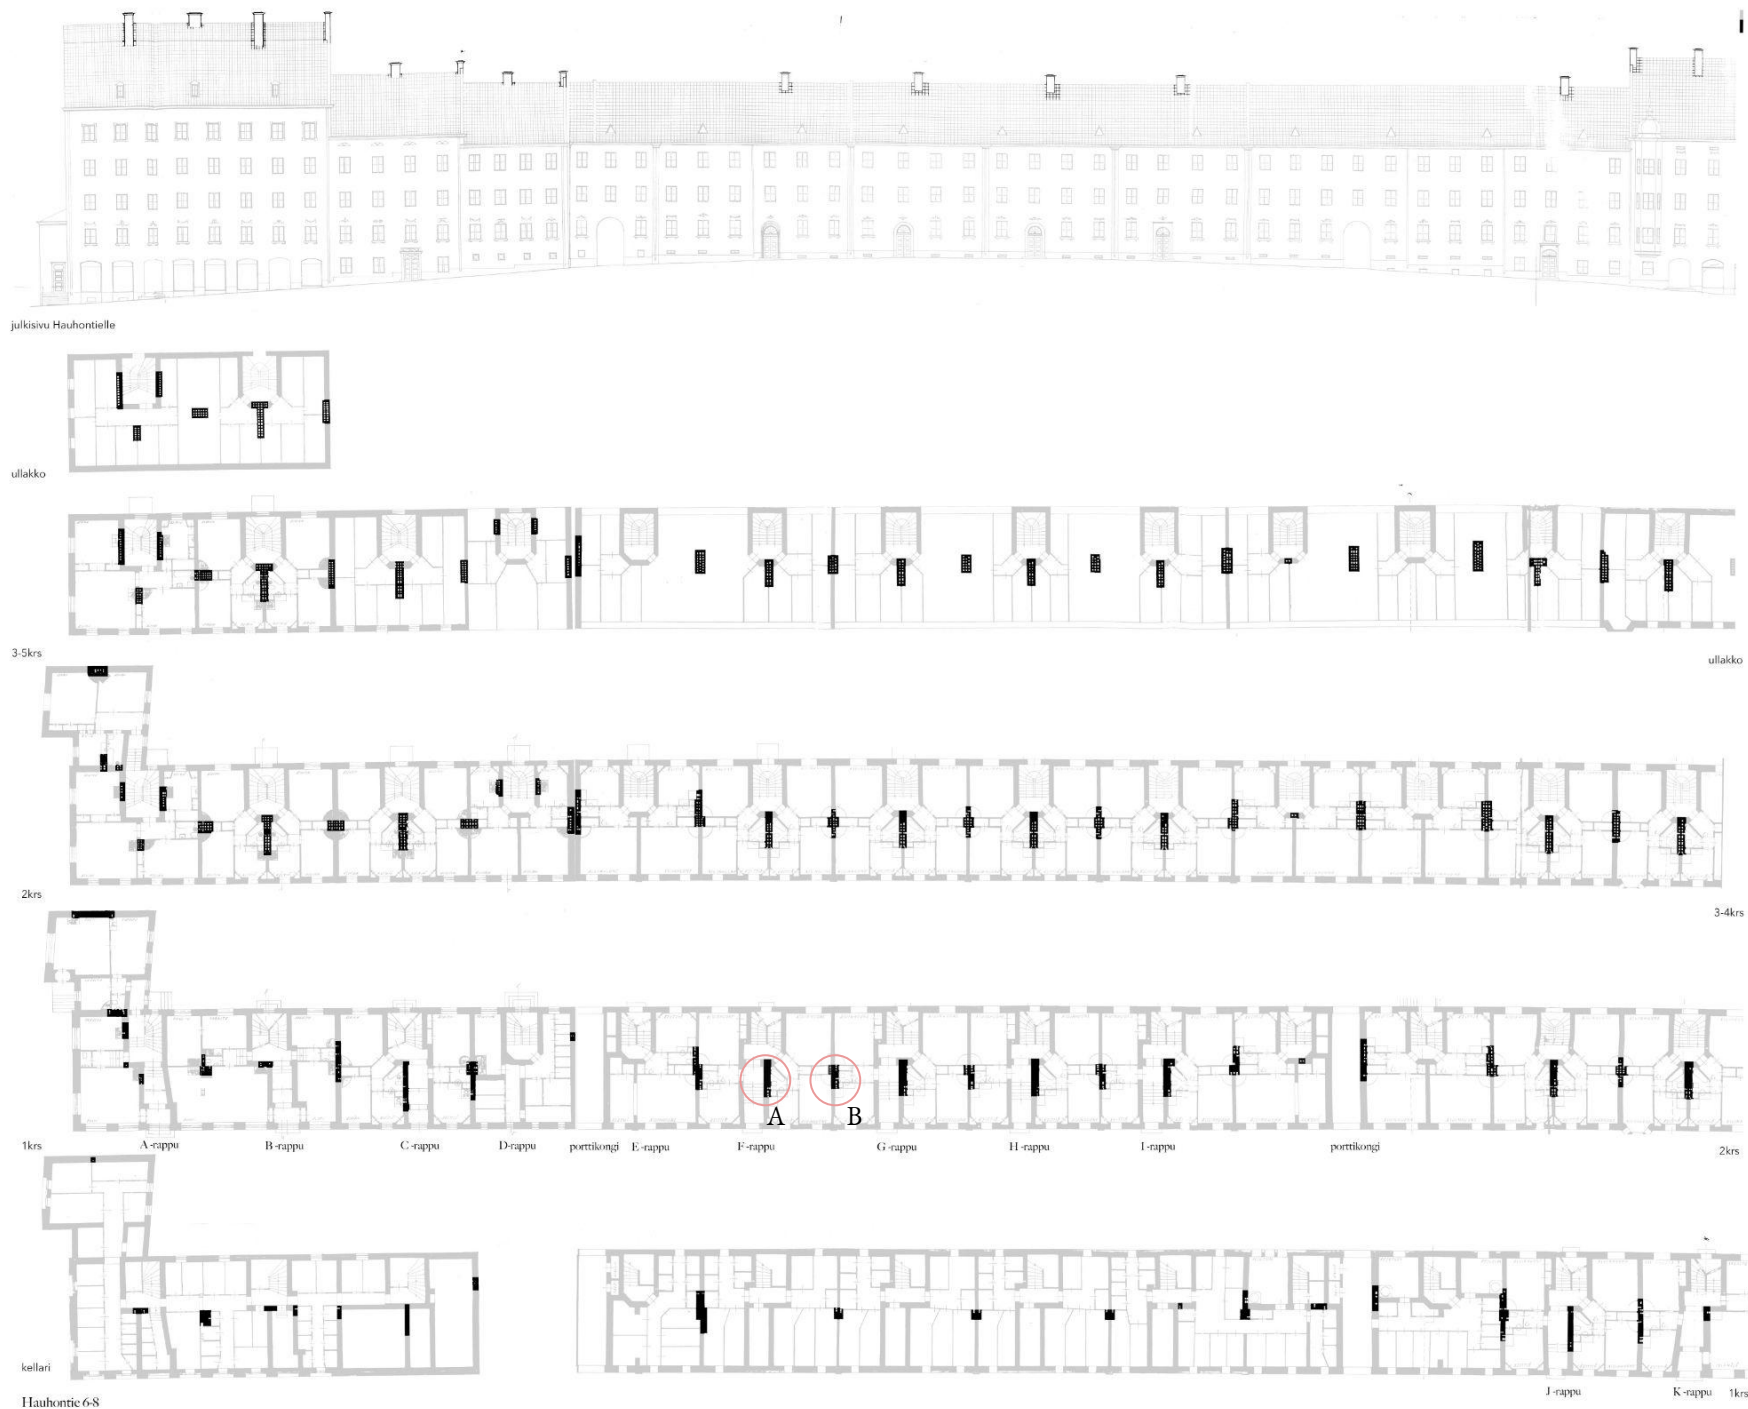 julkisivu Hauhontielle
ullakko
3-5krs
ullakko
2krs
3-4krs
A
B
1krs
A-rappu
B-rappu
C-rappu
D-rappu
porttikongi
E-rappu
F-rappu
G-rappu
H-rappu
I-rappu
porttikongi
2krs
kellari
J-rappu
K-rappu
1krs
Hauhontie 6-8